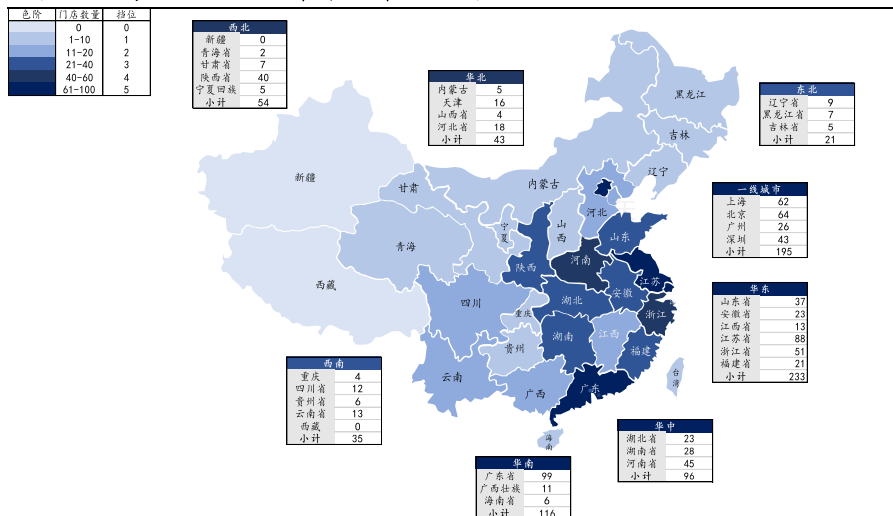 色阶 门店数量 挡位
0 0
1-10 1
11-20 2
21-40 3
40-60 4
61-100 5
西北
新疆 0
青海省 2
甘肃省 7
陕西省 40
宁夏回族 5
小计 54
华北
内蒙古 5
天津 16
山西省 4
河北省 18
小计 43
东北
辽宁省 9
黑龙江省 7
吉林省 5
小计 21
一线城市
上海 62
北京 64
广州 26
深圳 43
小计 195
华东
山东省 37
安徽省 23
江西省 13
江苏省 88
浙江省 51
福建省 21
小计 233
西南
重庆 4
四川省 12
贵州省 6
云南省 13
西藏 0
小计 35
华中
湖北省 23
湖南省 28
河南省 45
小计 96
华南
广东省 99
广西壮族 11
海南省 6
小计 116
黑龙江
吉林
辽宁
内蒙古
新疆
甘肃
宁夏
山西
河北
山东
青海
陕西
河南
江苏
西藏
四川
重庆
湖北
安徽
浙江
湖南
江西
贵州
福建
云南
广西
广东
台湾
海南